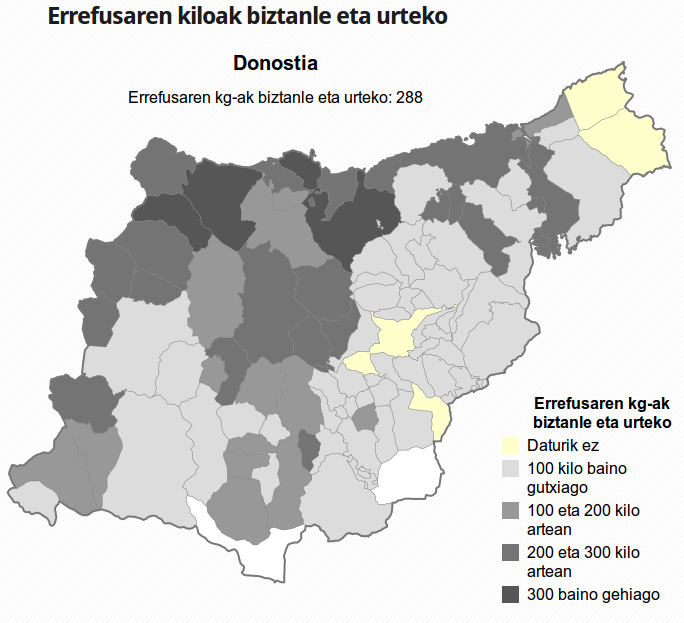 Errefusaren kiloak biztanle eta urteko
Donostia
Errefusaren kg-ak biztanle eta urteko: 288
Errefusaren kg-ak
biztanle eta urteko
Daturik ez
100 kilo baino
gutxiago
100 eta 200 kilo
artean
200 eta 300 kilo
artean
300 baino gehiago